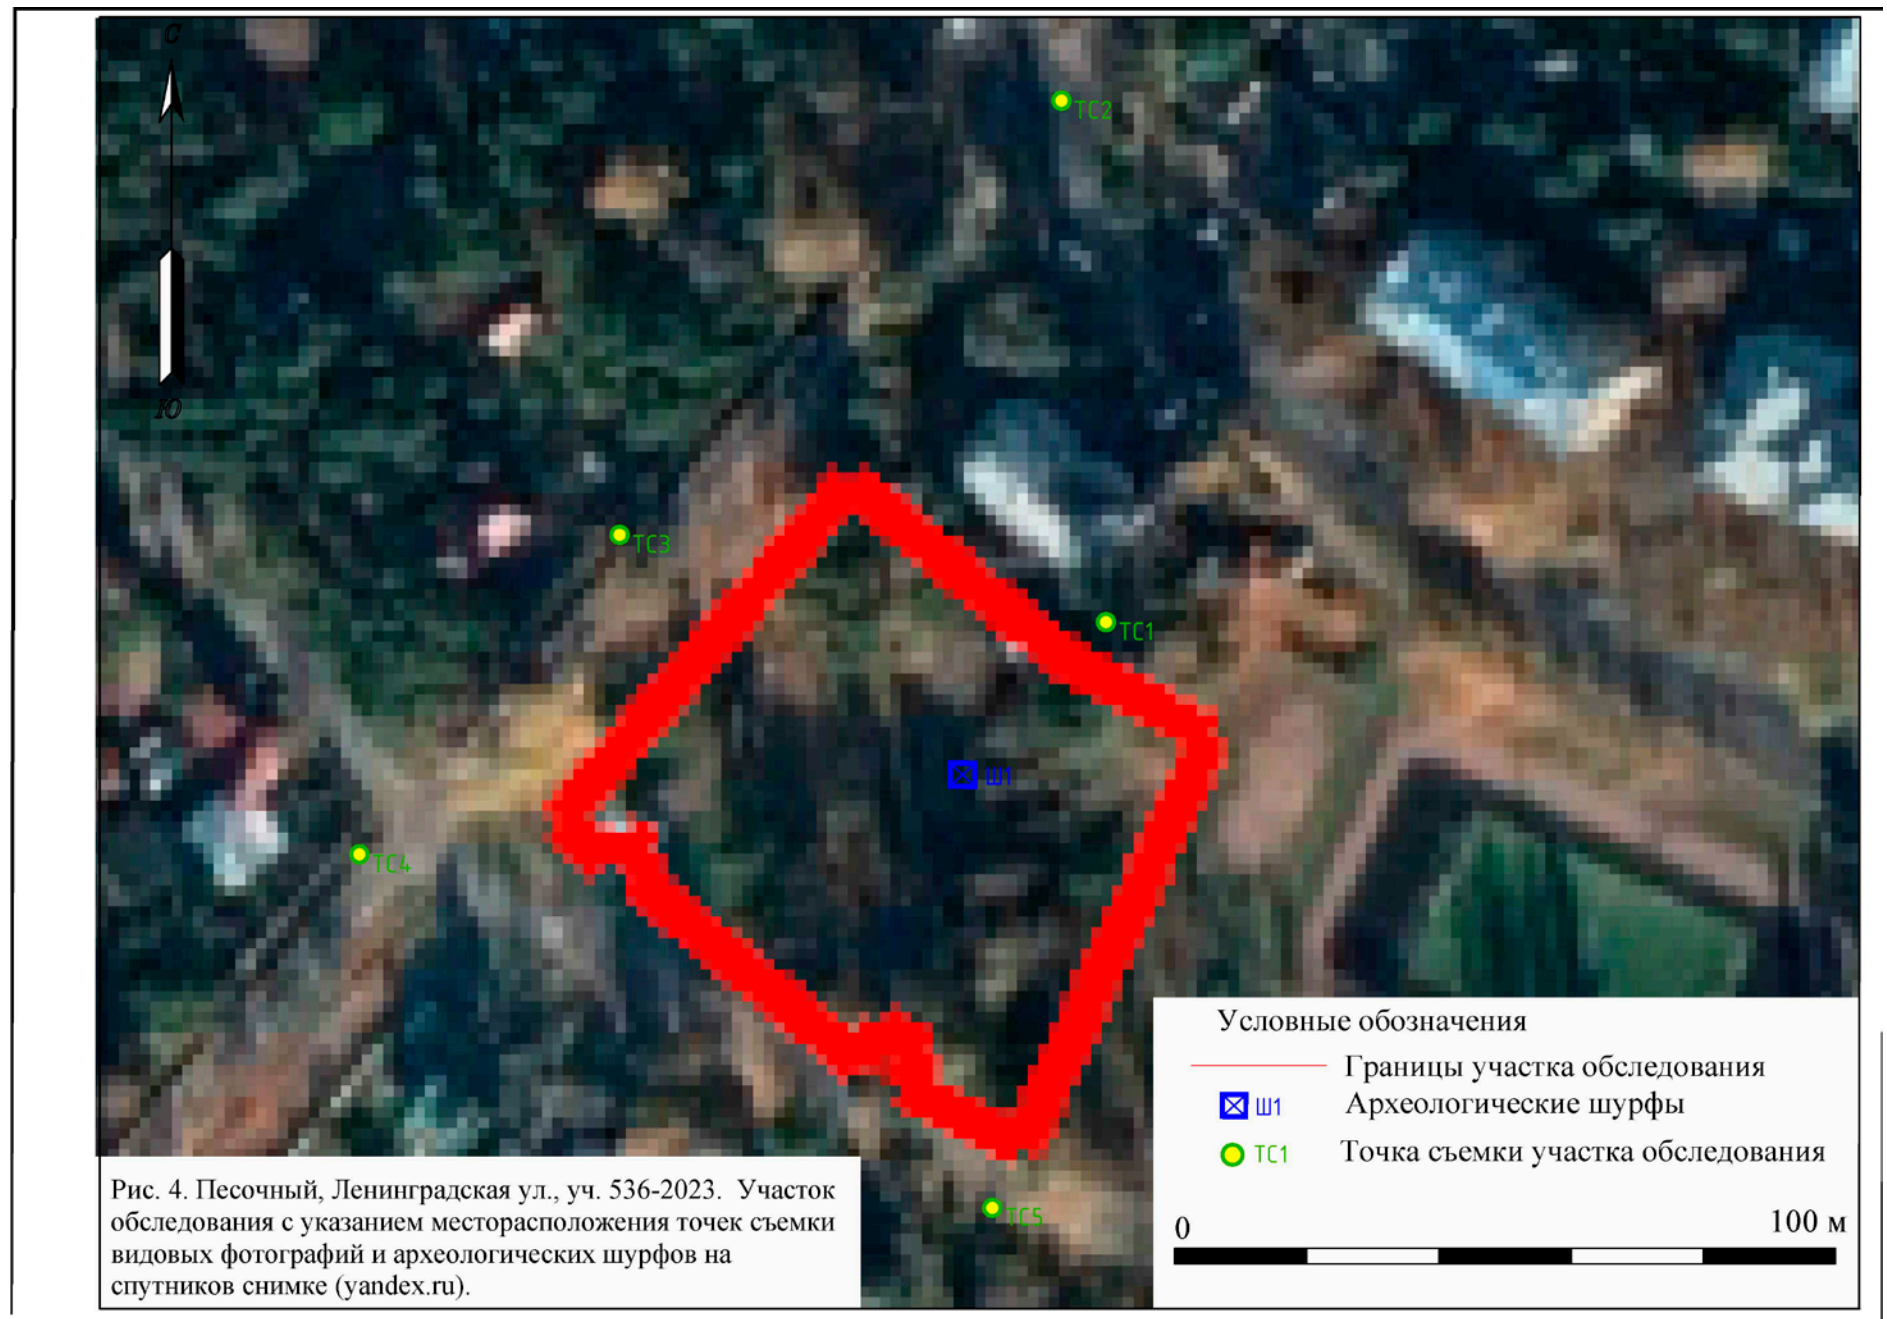 С
ТС2
Ю
ТС3
ТС1
Ш1
ТС4
Условные обозначения
Границы участка обследования
Ш1 Археологические шурфы
ТС1 Точка съемки участка обследования
Рис. 4. Песочный, Ленинградская ул., уч. 536-2023. Участок
обследования с указанием месторасположения точек съемки
видовых фотографий и археологических шурфов на
спутников снимке (yandex.ru).
ТС5
0 100 м